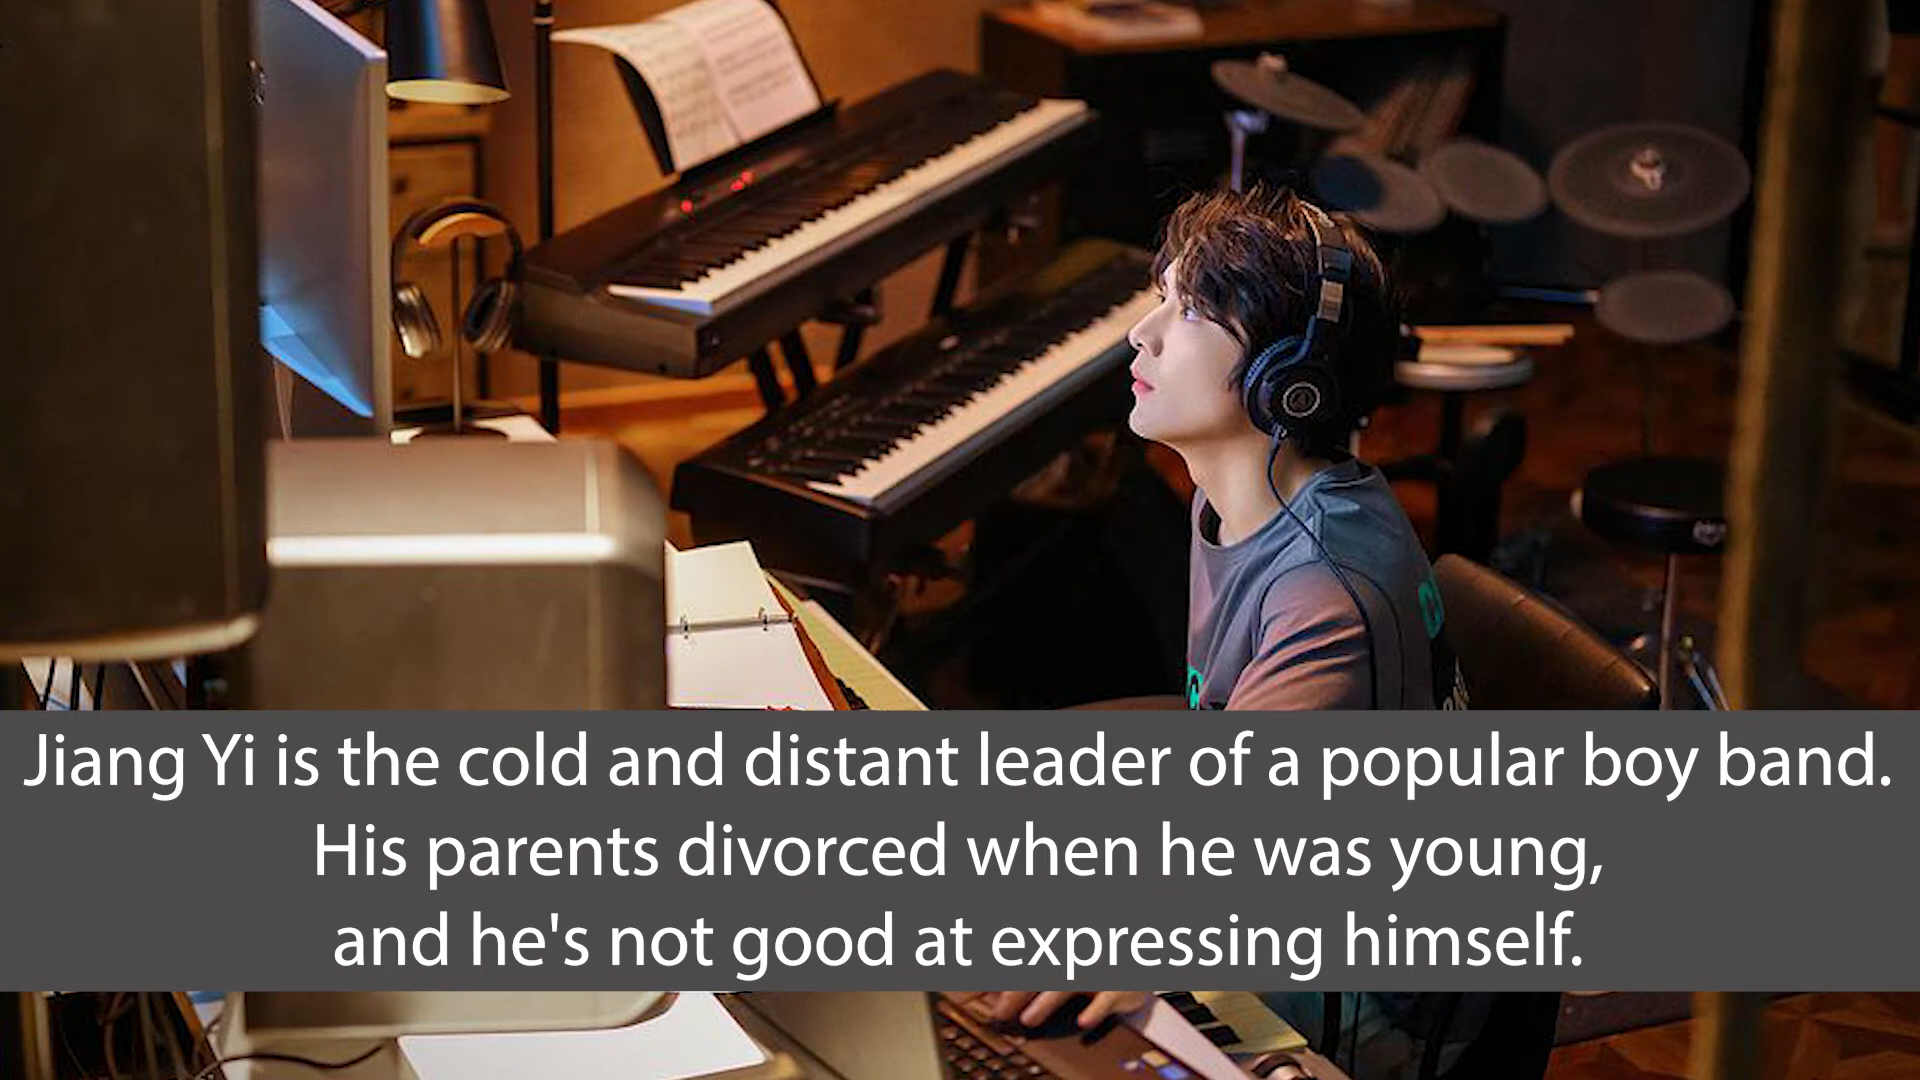 Jiang Yi is the cold and distant leader of a popular boy band.
His parents divorced when he was young,
and he's not good at expressing himself.